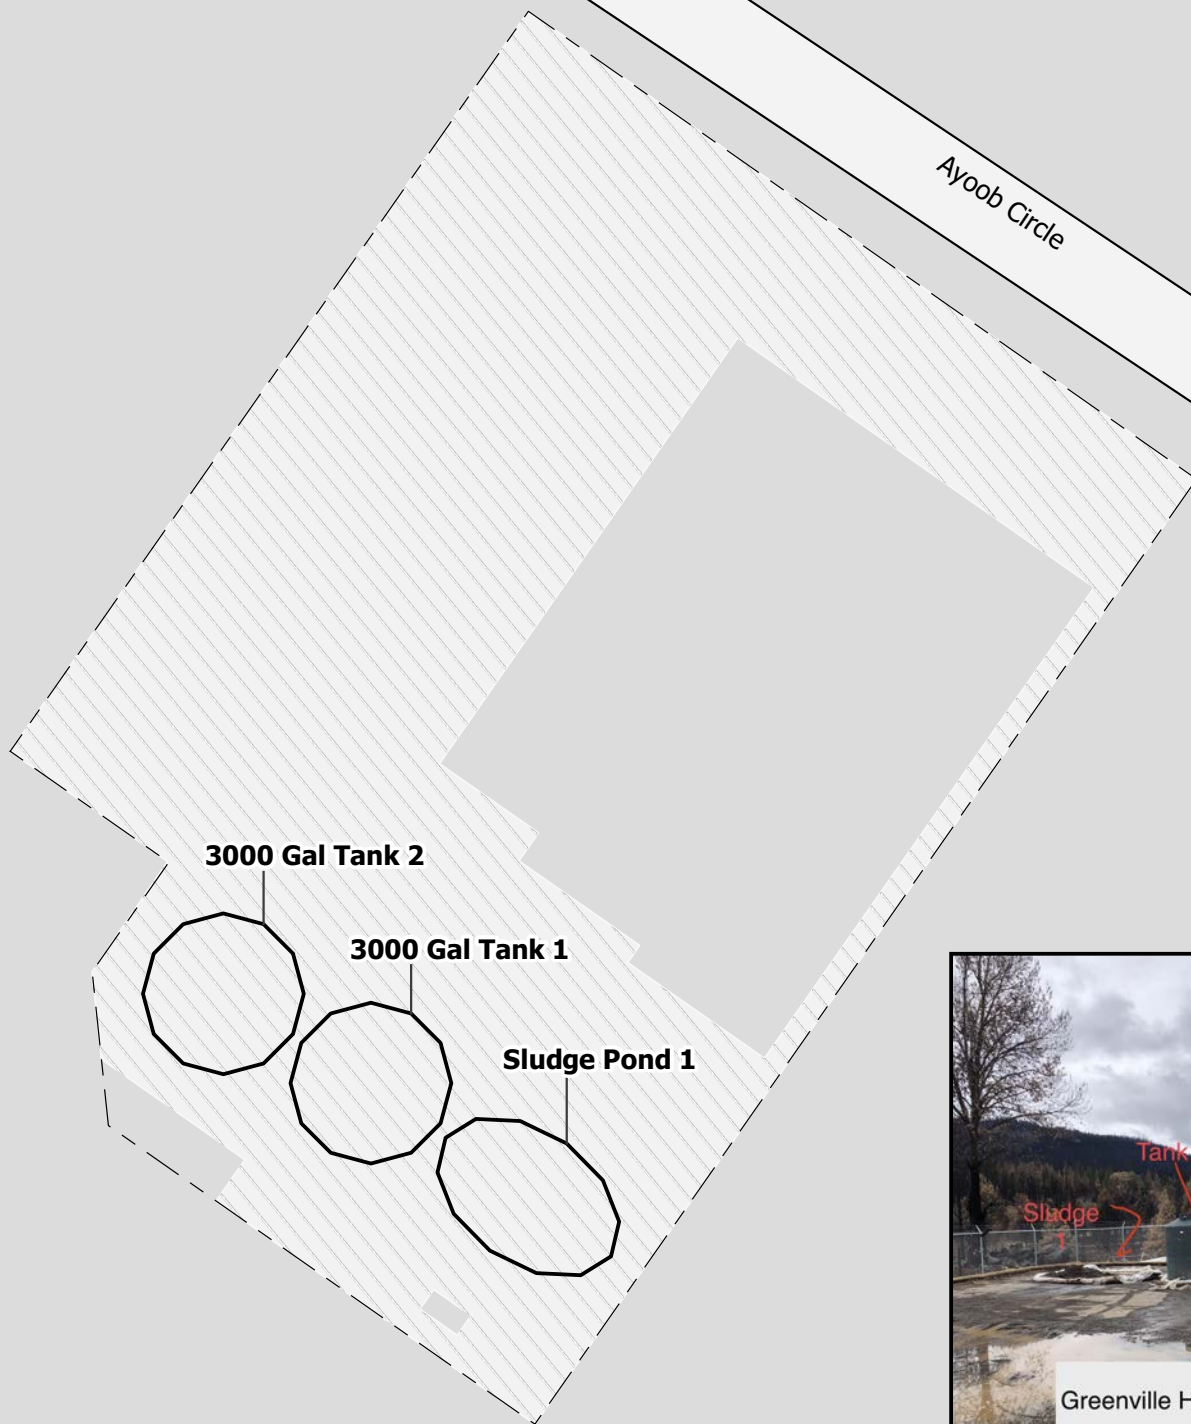 Ayoob Circle
3000 Gal Tank 2
3000 Gal Tank 1
Sludge Pond 1
Tank
Sludge
1
Greenville H